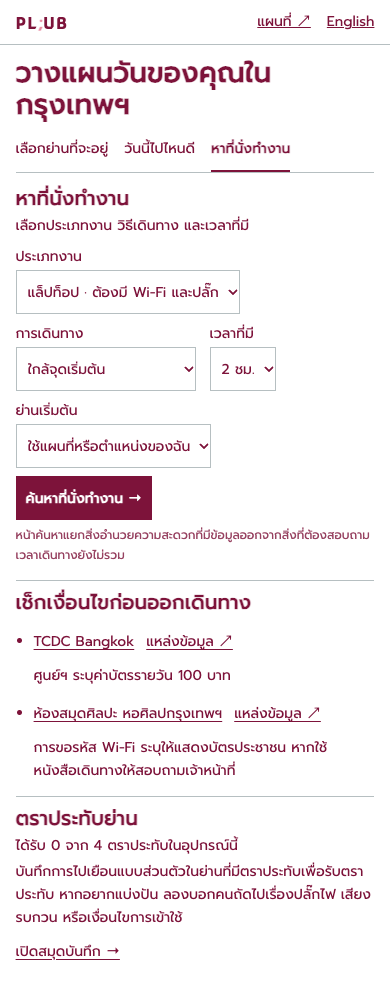 PL;UB
แผนที่ ↗ English
วางแผนวันของคุณใน
กรุงเทพฯ
เลือกย่านที่จะอยู่ วันนี้ไปไหนดี หาที่นั่งทำงาน
หาที่นั่งทำงาน
เลือกประเภทงาน วิธีเดินทาง และเวลาที่มี
ประเภทงาน
แล็ปท็อป · ต้องมี Wi-Fi และปลั๊ก
การเดินทาง เวลาที่มี
ใกล้จุดเริ่มต้น 2 ชม.
ย่านเริ่มต้น
ใช้แผนที่หรือตำแหน่งของฉัน
ค้นหาที่นั่งทำงาน →
หน้าค้นหาแยกสิ่งอำนวยความสะดวกที่มีข้อมูลออกจากสิ่งที่ต้องสอบถาม
เวลาเดินทางยังไม่รวม
เช็กเงื่อนไขก่อนออกเดินทาง
TCDC Bangkok แหล่งข้อมูล ↗
ศูนย์ฯ ระบุค่าบัตรรายวัน 100 บาท
ห้องสมุดศิลปะ หอศิลปกรุงเทพฯ แหล่งข้อมูล ↗
การขอรหัส Wi-Fi ระบุให้แสดงบัตรประชาชน หากใช้
หนังสือเดินทางให้สอบถามเจ้าหน้าที่
ตราประทับย่าน
ได้รับ 0 จาก 4 ตราประทับในอุปกรณ์นี้
บันทึกการไปเยือนแบบส่วนตัวในย่านที่มีตราประทับเพื่อรับตรา
ประทับ หากอยากแบ่งปัน ลองบอกคนถัดไปเรื่องปลั๊กไฟ เสียง
รบกวน หรือเงื่อนไขการเข้าใช้
เปิดสมุดบันทึก →